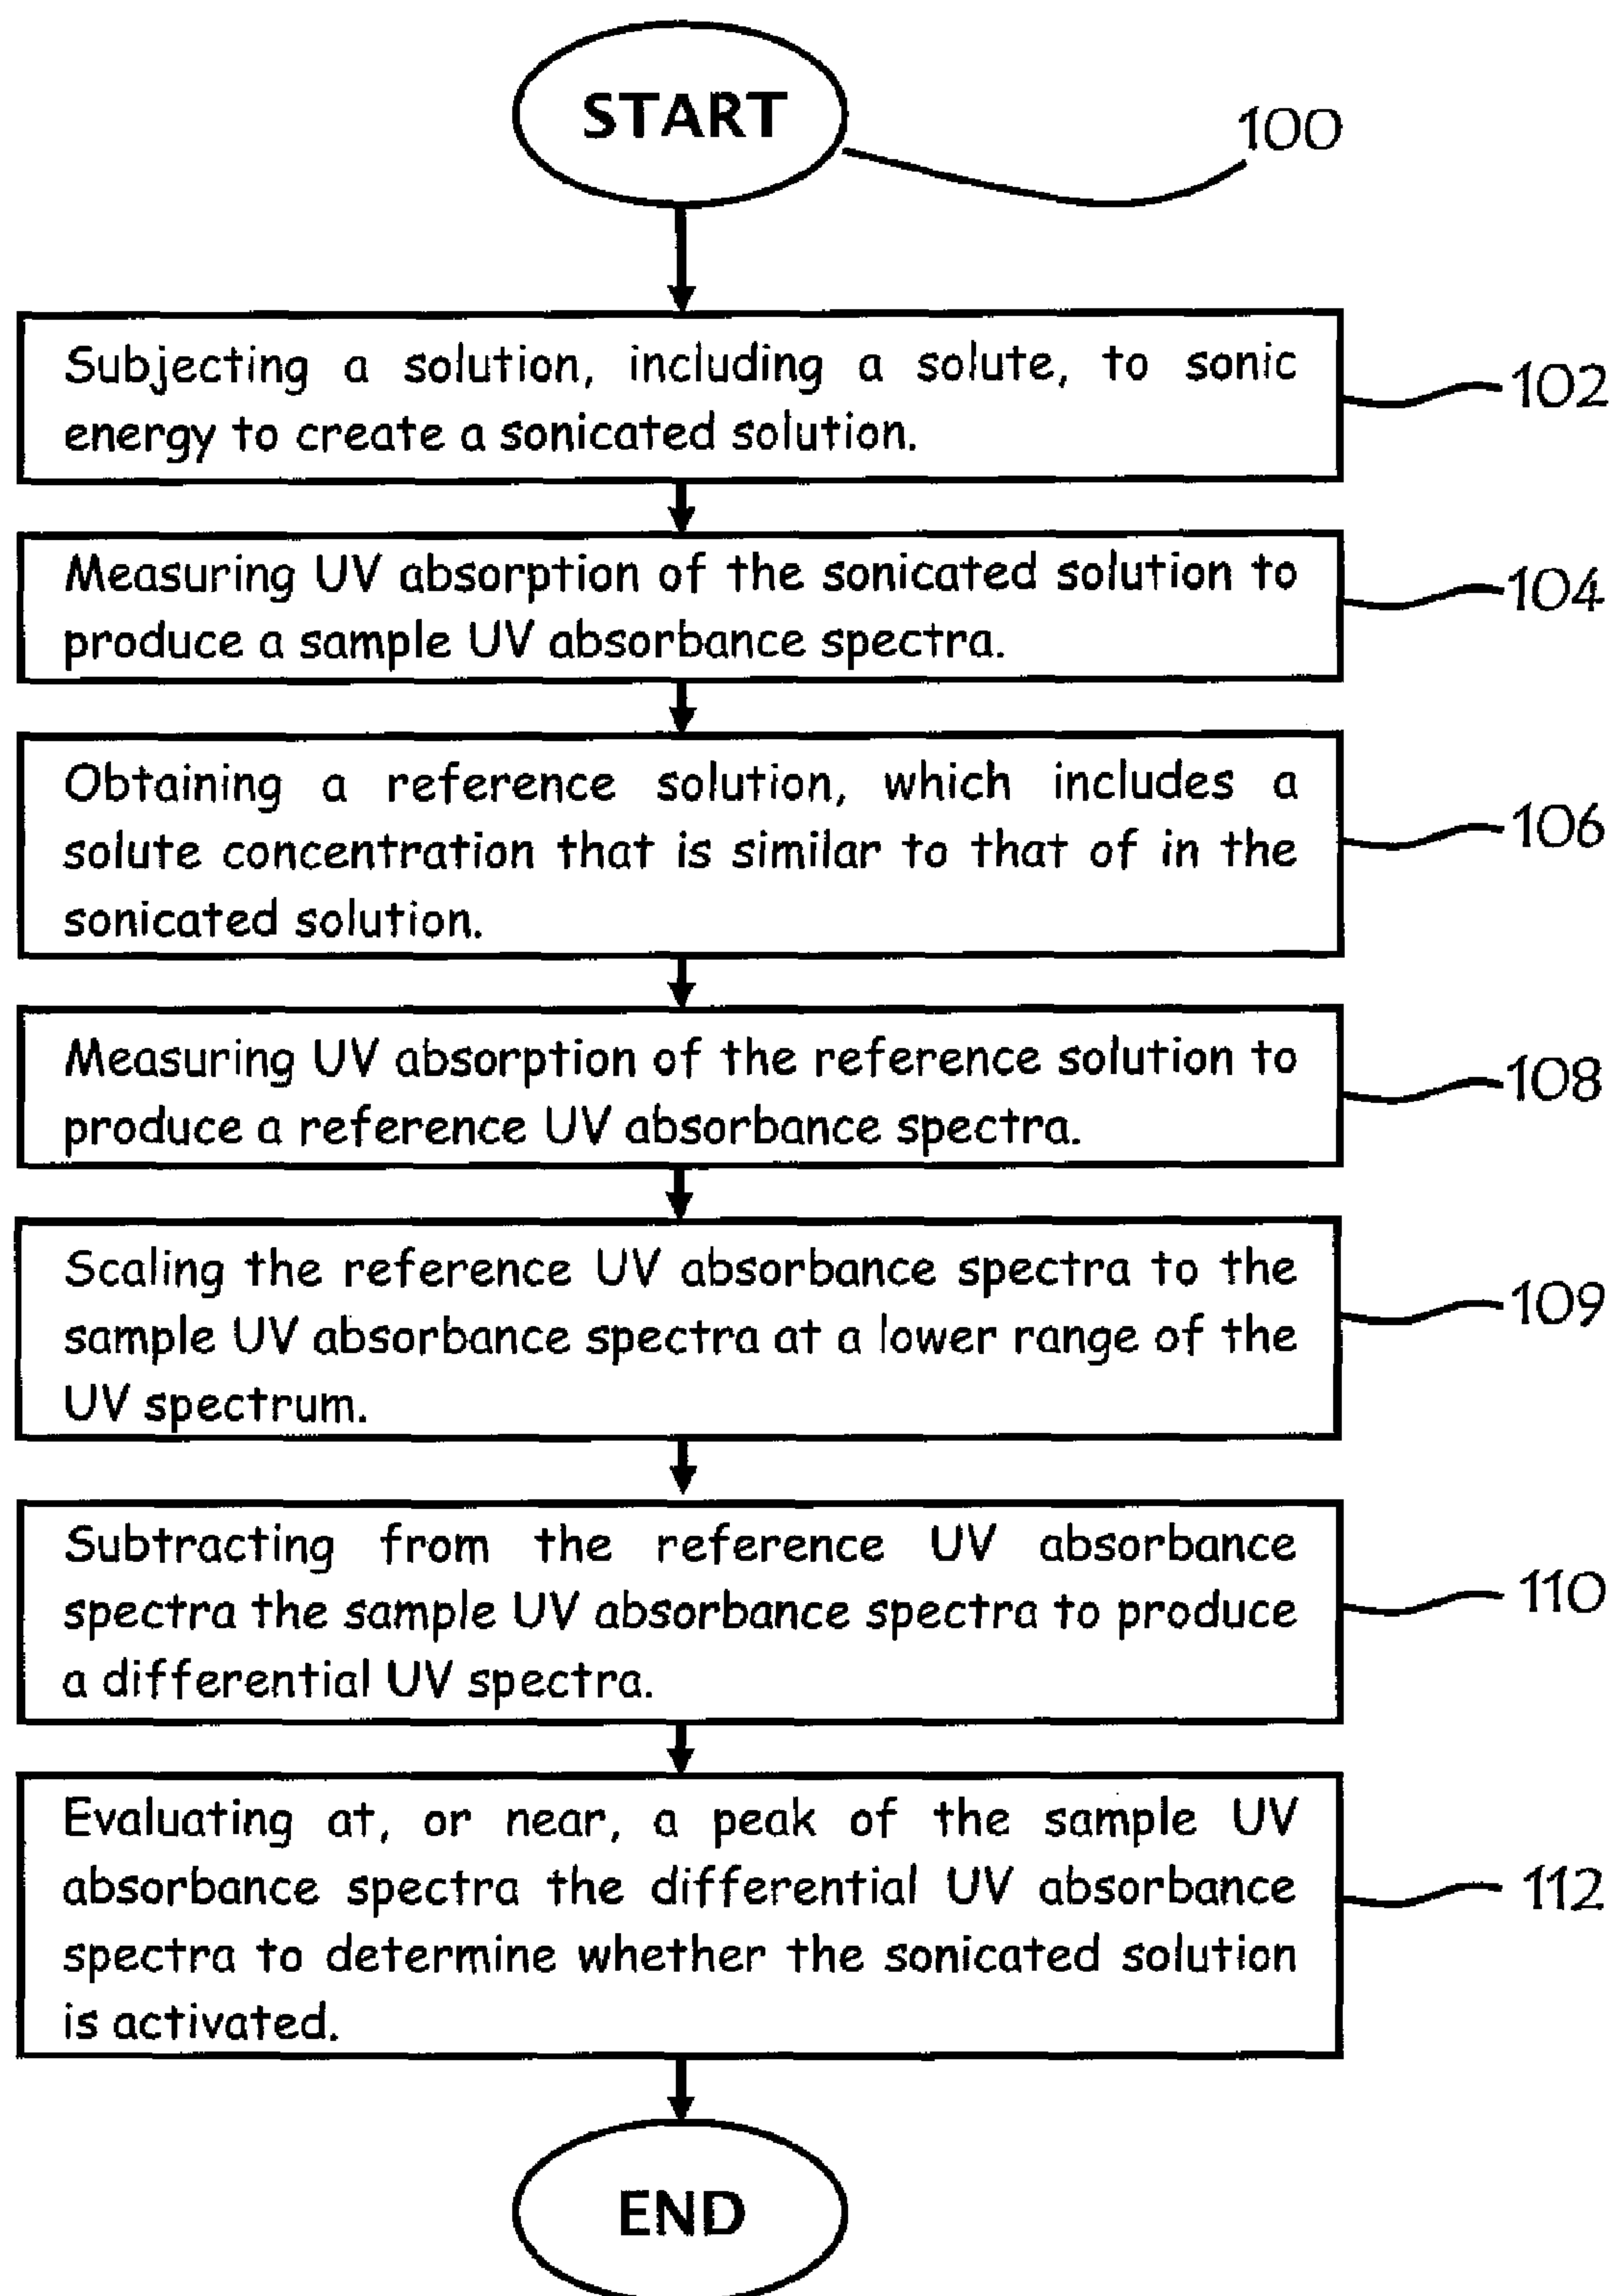 START
100
Subjecting a solution, including a solute, to sonic
energy to create a sonicated solution.
102
Measuring UV absorption of the sonicated solution to
produce a sample UV absorbance spectra.
104
Obtaining a reference solution, which includes a
solute concentration that is similar to that of in the
sonicated solution.
106
Measuring UV absorption of the reference solution to
produce a reference UV absorbance spectra.
108
Scaling the reference UV absorbance spectra to the
sample UV absorbance spectra at a lower range of the
UV spectrum.
109
Subtracting from the reference UV absorbance
spectra the sample UV absorbance spectra to produce
a differential UV spectra.
110
Evaluating at, or near, a peak of the sample UV
absorbance spectra the differential UV absorbance
spectra to determine whether the sonicated solution
is activated.
112
END